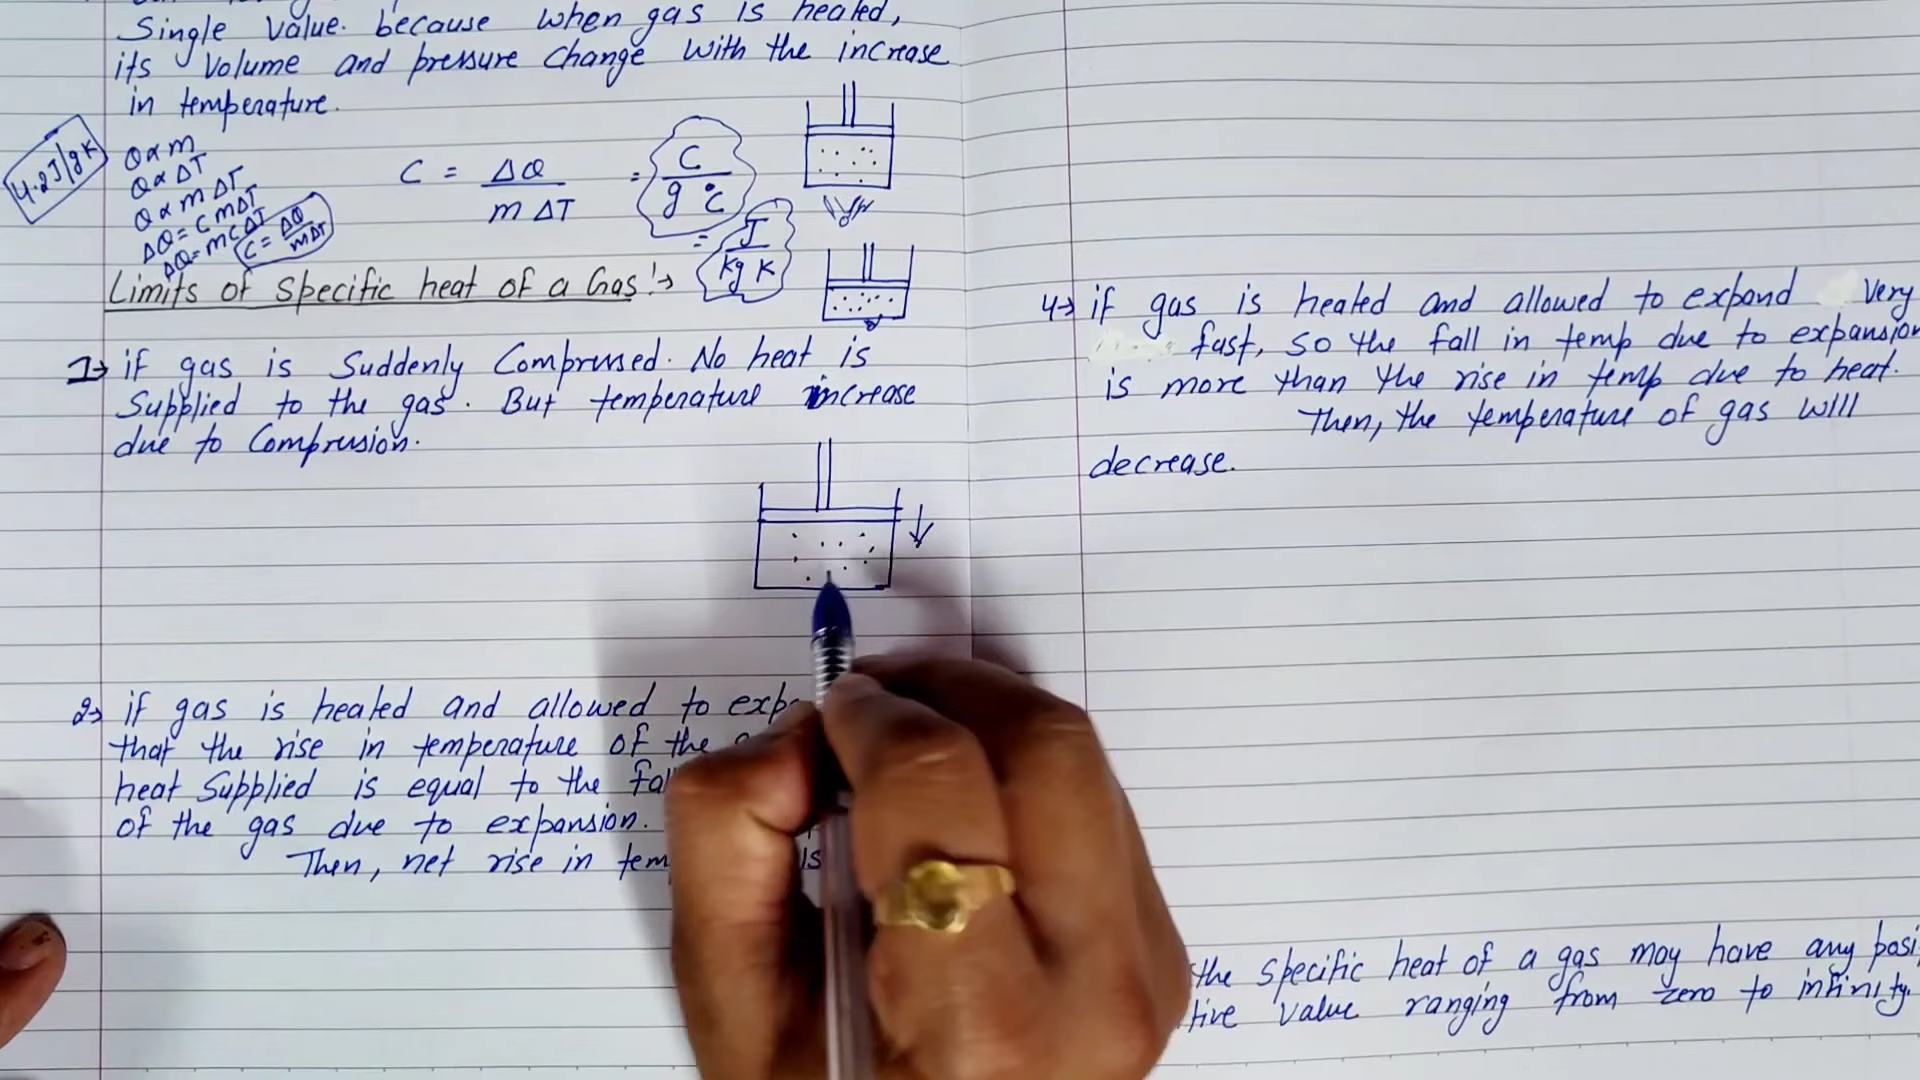 Single value. because when gas is heated,
its volume and pressure change with the increase
in temperature.
4.2J/gK
Q ∝ m
Q ∝ ΔT
Q ∝ m ΔT
ΔQ = C m ΔT
ΔQ = m C ΔT
C = ΔQ / mΔT
C = ΔQ / m ΔT = C / g °C
= J / kg K
Limits of Specific heat of a Gas :→
1→ if gas is Suddenly Compressed. No heat is
Supplied to the gas. But temperature increase
due to Compression.
2→ if gas is heated and allowed to
that the rise in temperature of the
heat Supplied is equal to the
of the gas due to expansion.
Then, net rise in
4→ if gas is heated and allowed to expand very
fast, so the fall in temp due to expansion
is more than the rise in temp due to heat.
Then, the temperature of gas will
decrease.
the specific heat of a gas may have any posi
tive value ranging from zero to infinity.